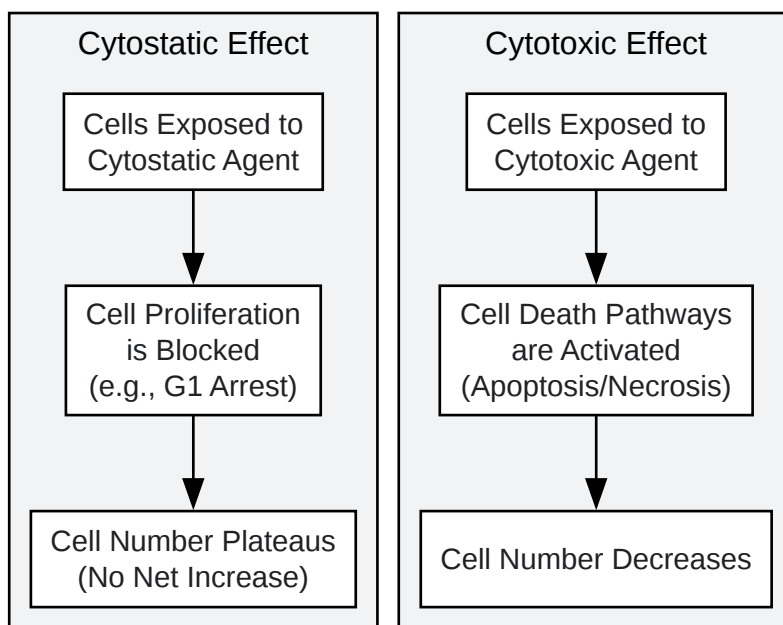 Cytostatic Effect
Cells Exposed to
Cytostatic Agent
Cell Proliferation
is Blocked
(e.g., G1 Arrest)
Cell Number Plateaus
(No Net Increase)
Cytotoxic Effect
Cells Exposed to
Cytotoxic Agent
Cell Death Pathways
are Activated
(Apoptosis/Necrosis)
Cell Number Decreases